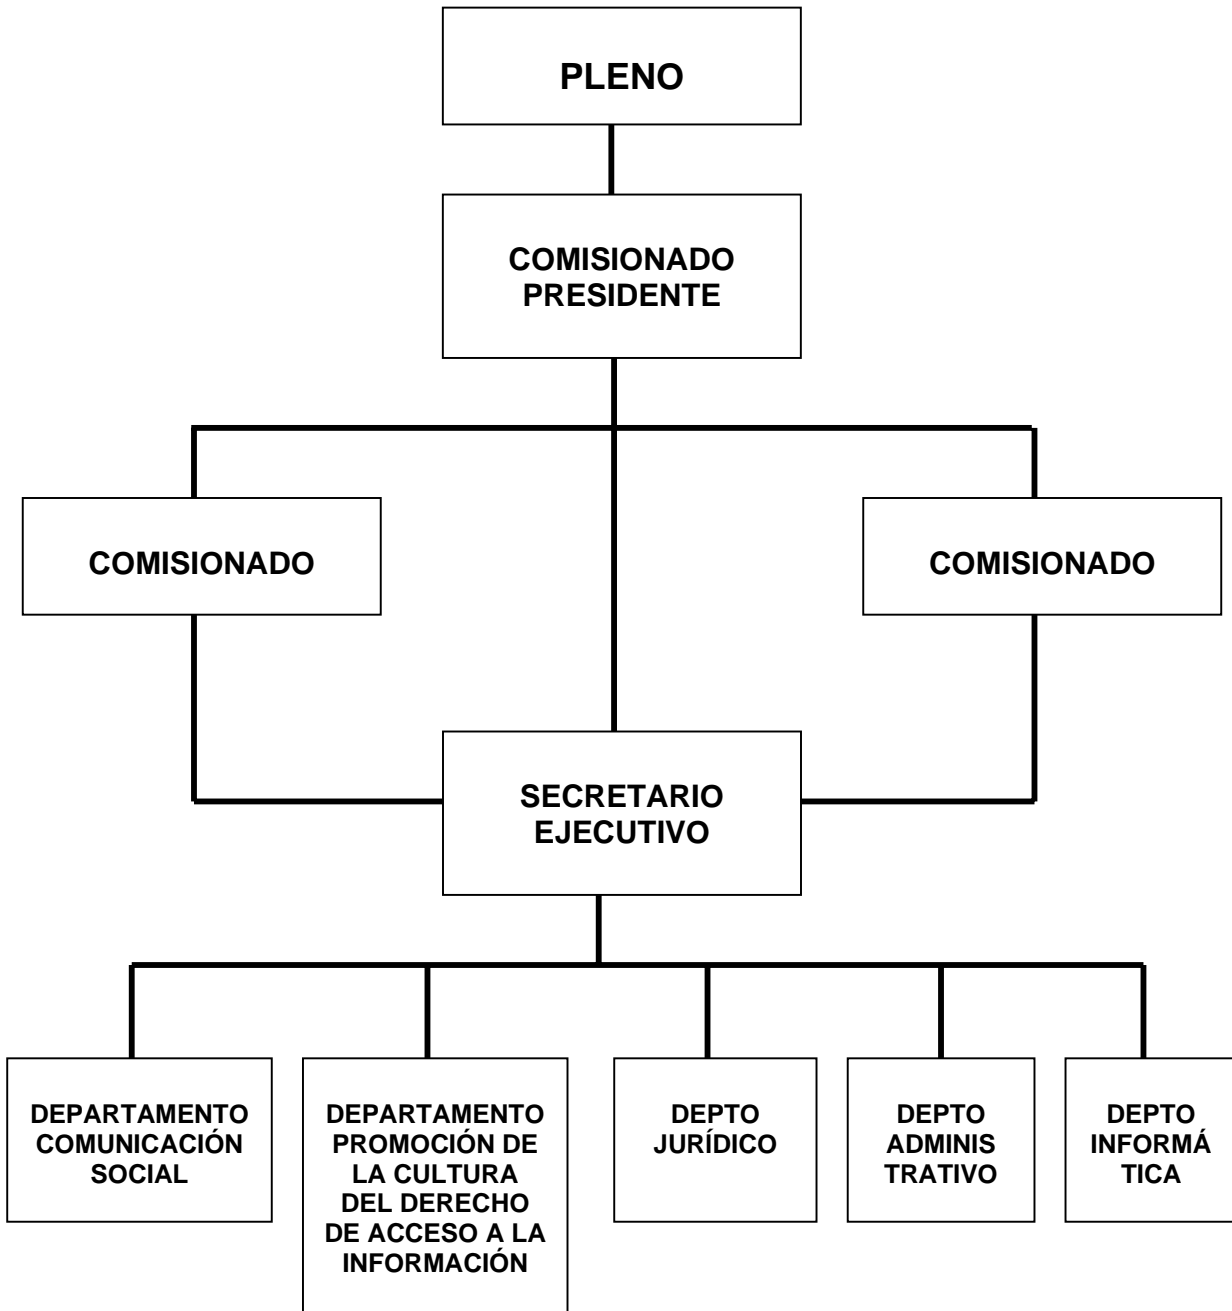 PLENO
COMISIONADO
PRESIDENTE
COMISIONADO
COMISIONADO
SECRETARIO
EJECUTIVO
DEPARTAMENTO
COMUNICACIÓN
SOCIAL
DEPARTAMENTO
PROMOCIÓN DE
LA CULTURA
DEL DERECHO
DE ACCESO A LA
INFORMACIÓN
DEPTO
JURÍDICO
DEPTO
ADMINIS
TRATIVO
DEPTO
INFORMÁ
TICA